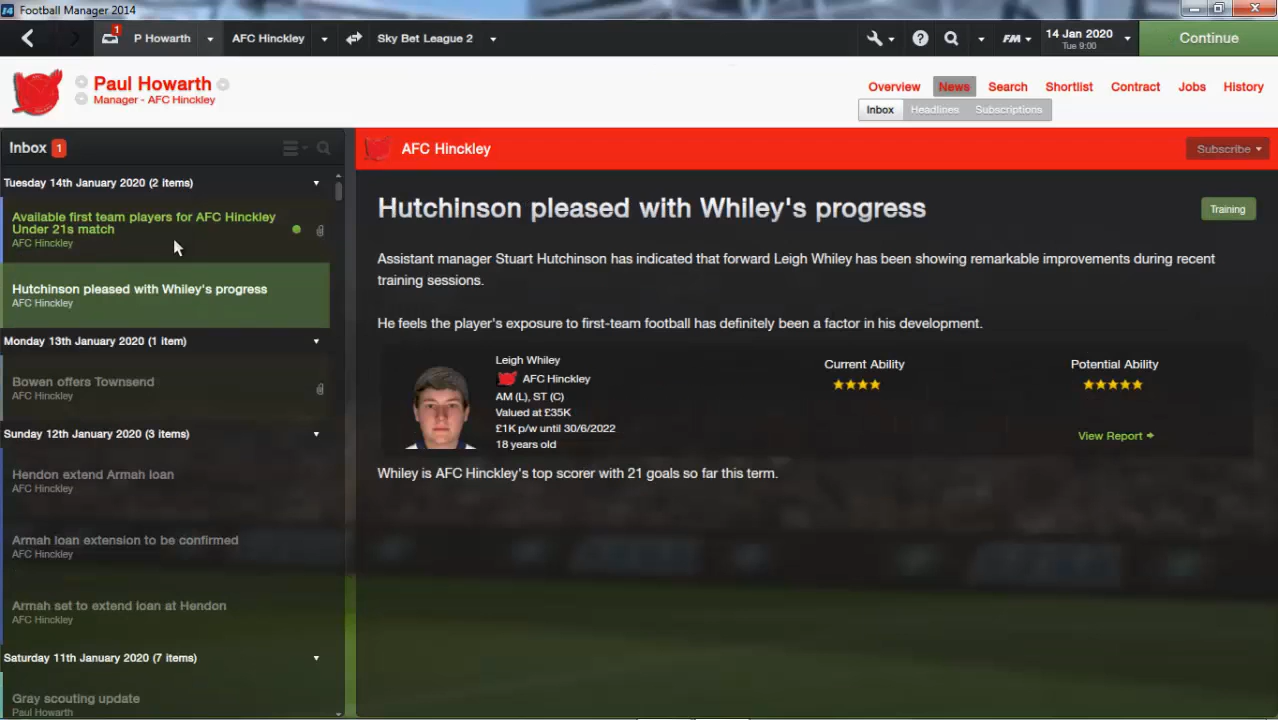 Football Manager 2014
1
P Howarth
AFC Hinckley
Sky Bet League 2
FM
14 Jan 2020
Tue 9:00
Continue
Paul Howarth
Manager - AFC Hinckley
Overview
News
Search
Shortlist
Contract
Jobs
History
Inbox
Headlines
Subscriptions
Inbox 1
Tuesday 14th January 2020 (2 items)
Available first team players for AFC Hinckley
Under 21s match
AFC Hinckley
Hutchinson pleased with Whiley's progress
AFC Hinckley
Monday 13th January 2020 (1 item)
Bowen offers Townsend
AFC Hinckley
Sunday 12th January 2020 (3 items)
Hendon extend Armah loan
AFC Hinckley
Armah loan extension to be confirmed
AFC Hinckley
Armah set to extend loan at Hendon
AFC Hinckley
Saturday 11th January 2020 (7 items)
Gray scouting update
Paul Howarth
AFC Hinckley
Subscribe
Hutchinson pleased with Whiley's progress
Training
Assistant manager Stuart Hutchinson has indicated that forward Leigh Whiley has been showing remarkable improvements during recent
training sessions.
He feels the player's exposure to first-team football has definitely been a factor in his development.
Leigh Whiley
AFC Hinckley
AM (L), ST (C)
Valued at £35K
£1K p/w until 30/6/2022
18 years old
Current Ability
Potential Ability
View Report
Whiley is AFC Hinckley's top scorer with 21 goals so far this term.